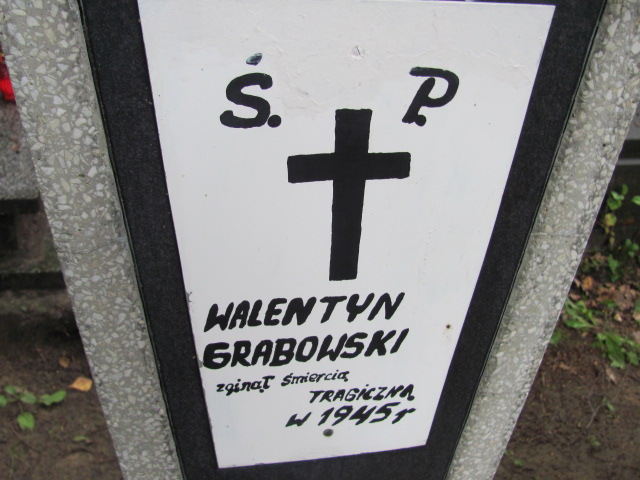 Ś. P.
WALENTYN
GRABOWSKI
zginął śmiercią
TRAGICZNĄ
w 1945 r